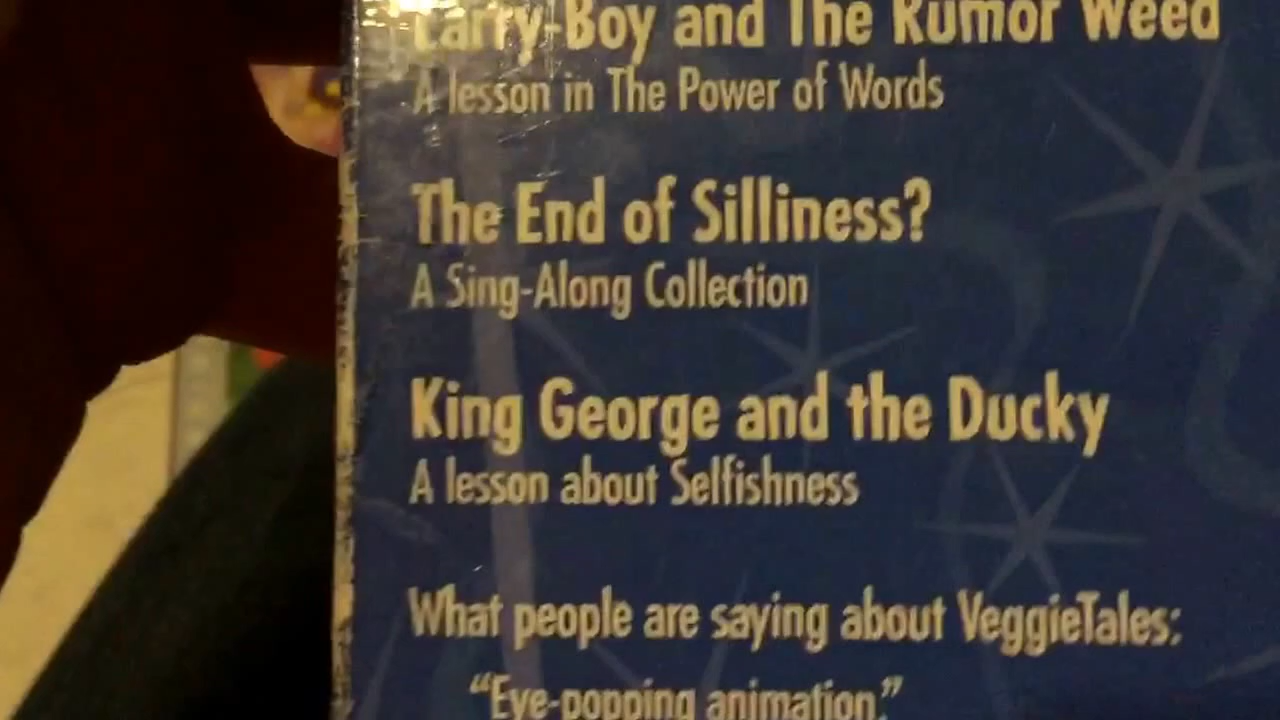 Larry-Boy and The Rumor Weed
A lesson in The Power of Words
The End of Silliness?
A Sing-Along Collection
King George and the Ducky
A lesson about Selfishness
What people are saying about VeggieTales:
"Eye-popping animation."